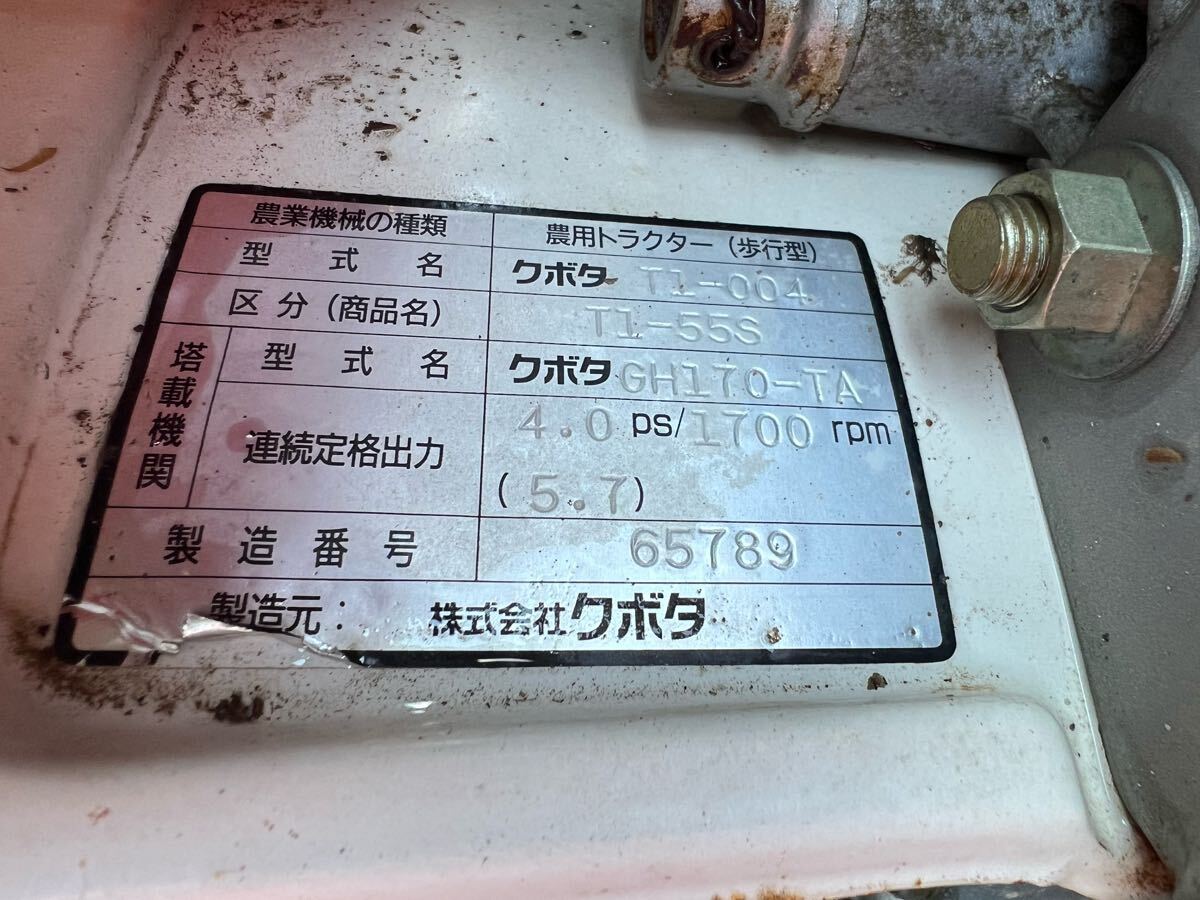 農業機械の種類 農用トラクター (歩行型)
型式名 クボタ T1-004
区分 (商品名) T1-55S
塔載機関
型式名 クボタ GH170-TA
連続定格出力 4.0 ps/1700 rpm
(5.7)
製造番号 65789
製造元: 株式会社クボタ